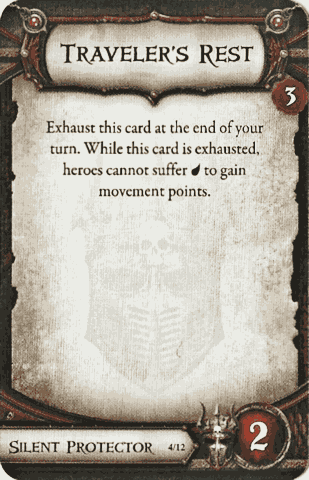 TRAVELER'S REST
3
Exhaust this card at the end of your
turn. While this card is exhausted,
heroes cannot suffer to gain
movement points.
SILENT PROTECTOR 4/12
2